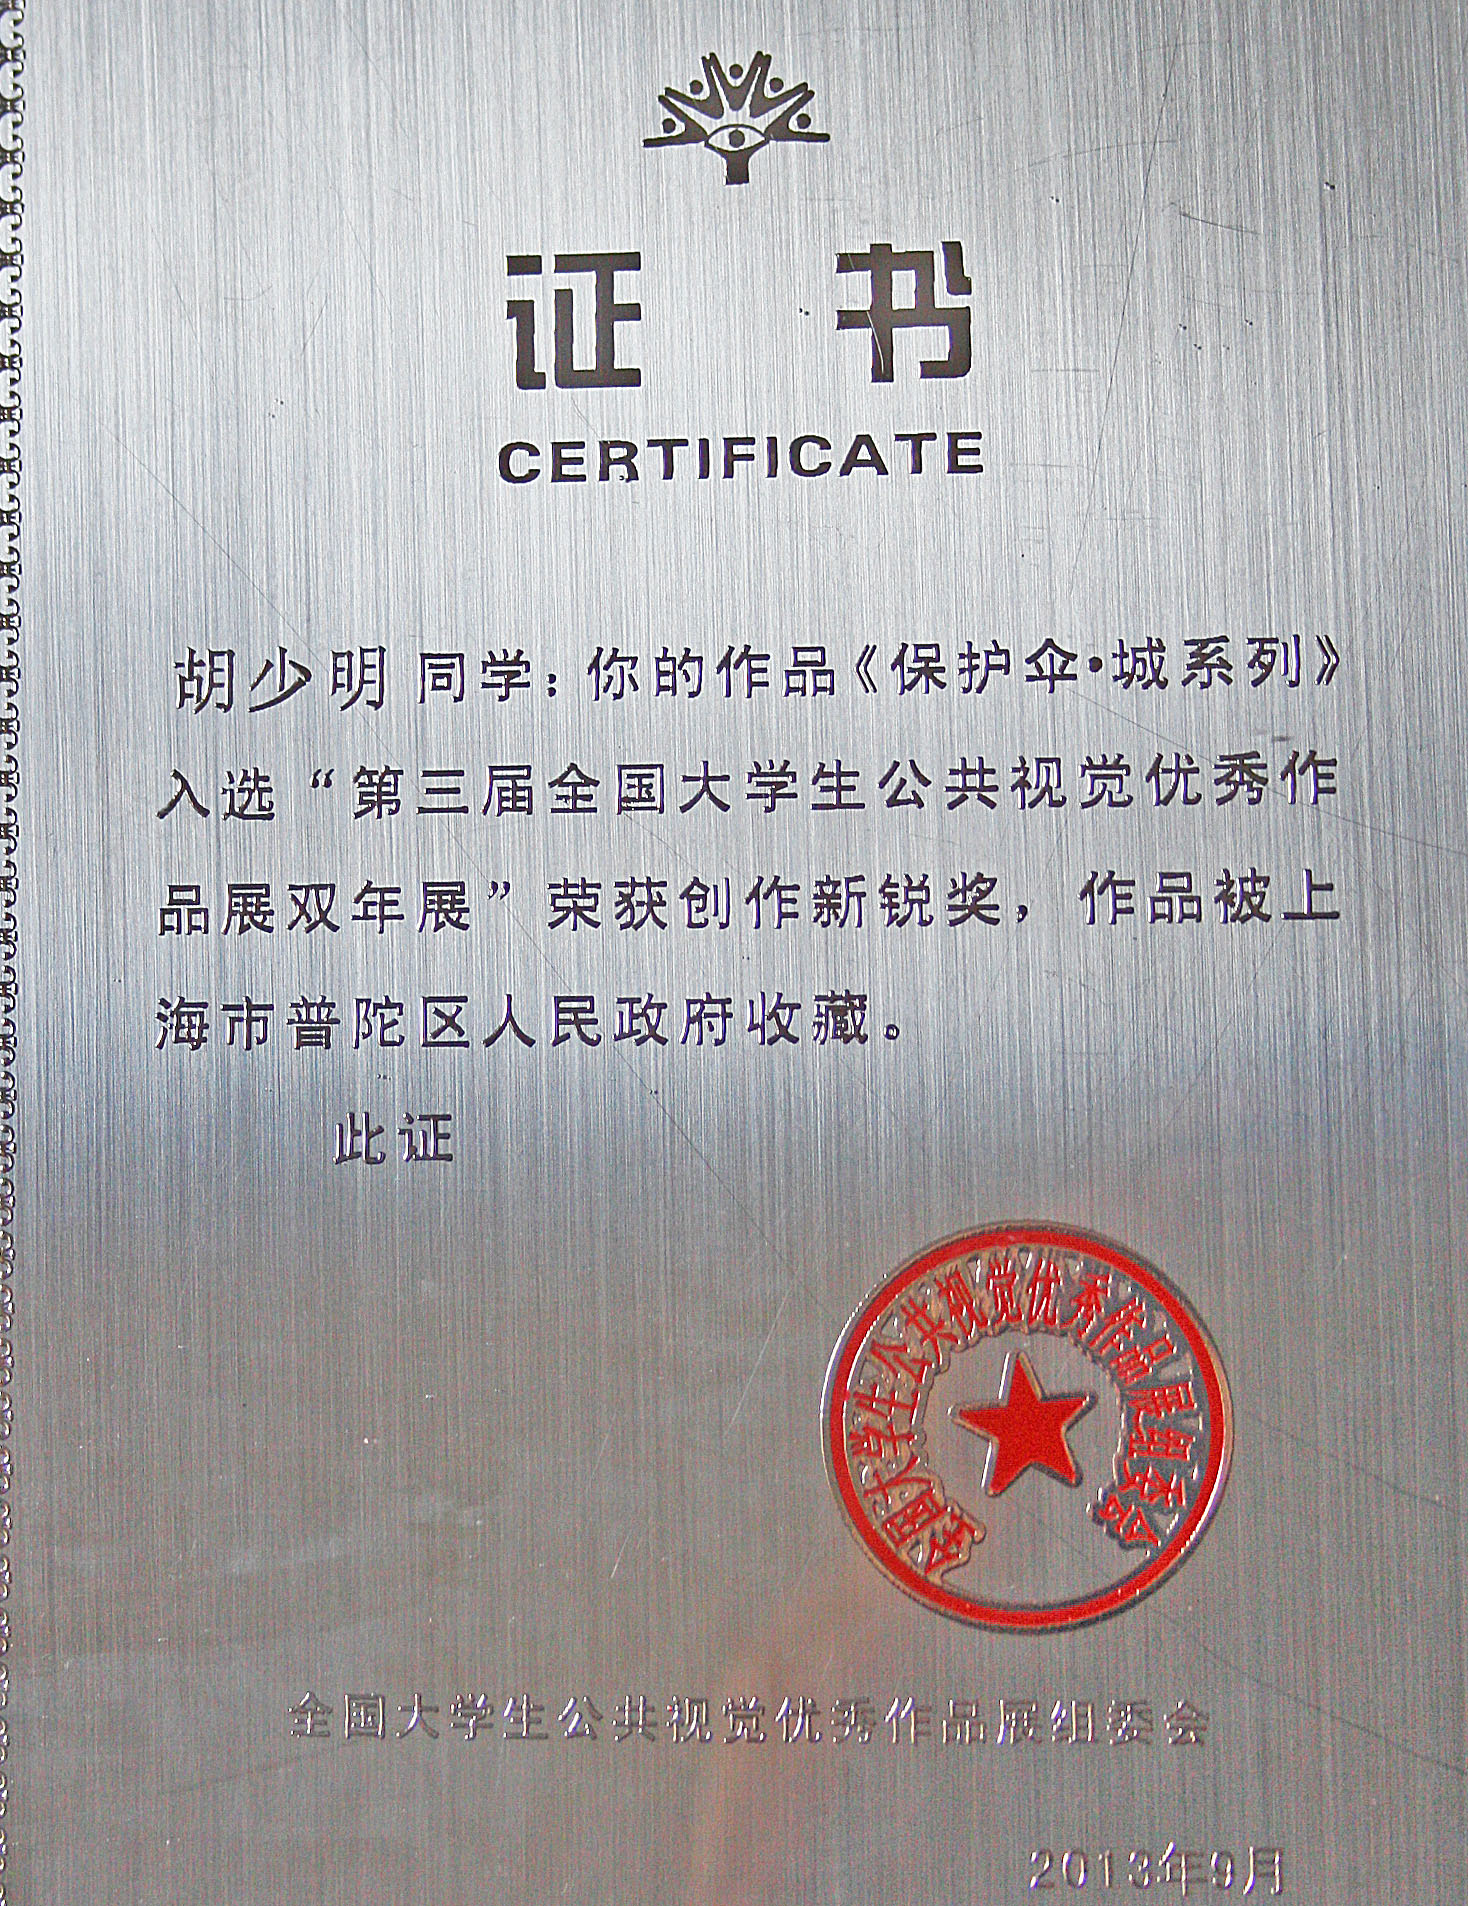 证 书
CERTIFICATE
胡少明 同学：你的作品《保护伞·城系列》
入选“第三届全国大学生公共视觉优秀作
品展双年展”荣获创作新锐奖，作品被上
海市普陀区人民政府收藏。
此证
全国大学生公共视觉优秀作品展组委会
全国大学生公共视觉优秀作品展组委会
2013年9月